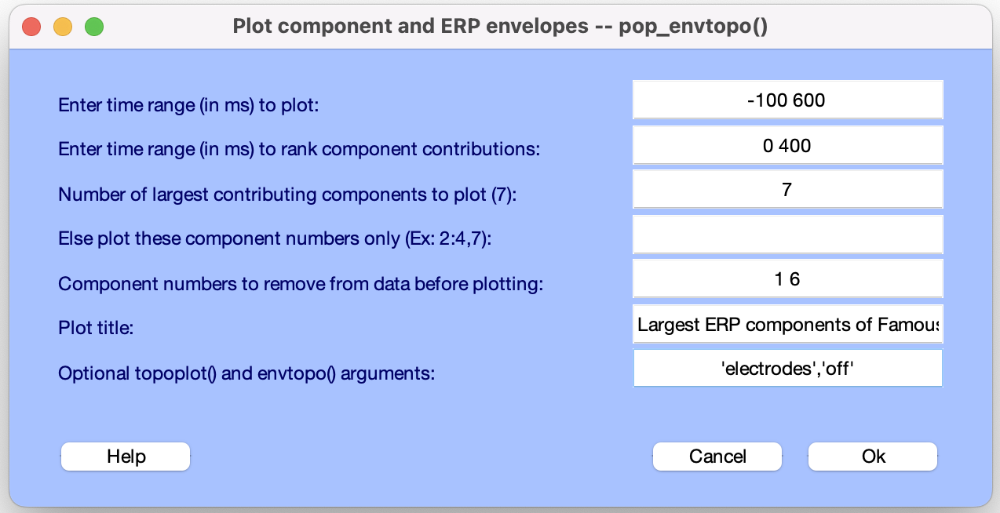 Plot component and ERP envelopes -- pop_envtopo()
Enter time range (in ms) to plot: -100 600
Enter time range (in ms) to rank component contributions: 0 400
Number of largest contributing components to plot (7): 7
Else plot these component numbers only (Ex: 2:4,7):
Component numbers to remove from data before plotting: 1 6
Plot title: Largest ERP components of Famous
Optional topoplot() and envtopo() arguments: 'electrodes','off'
Help Cancel Ok